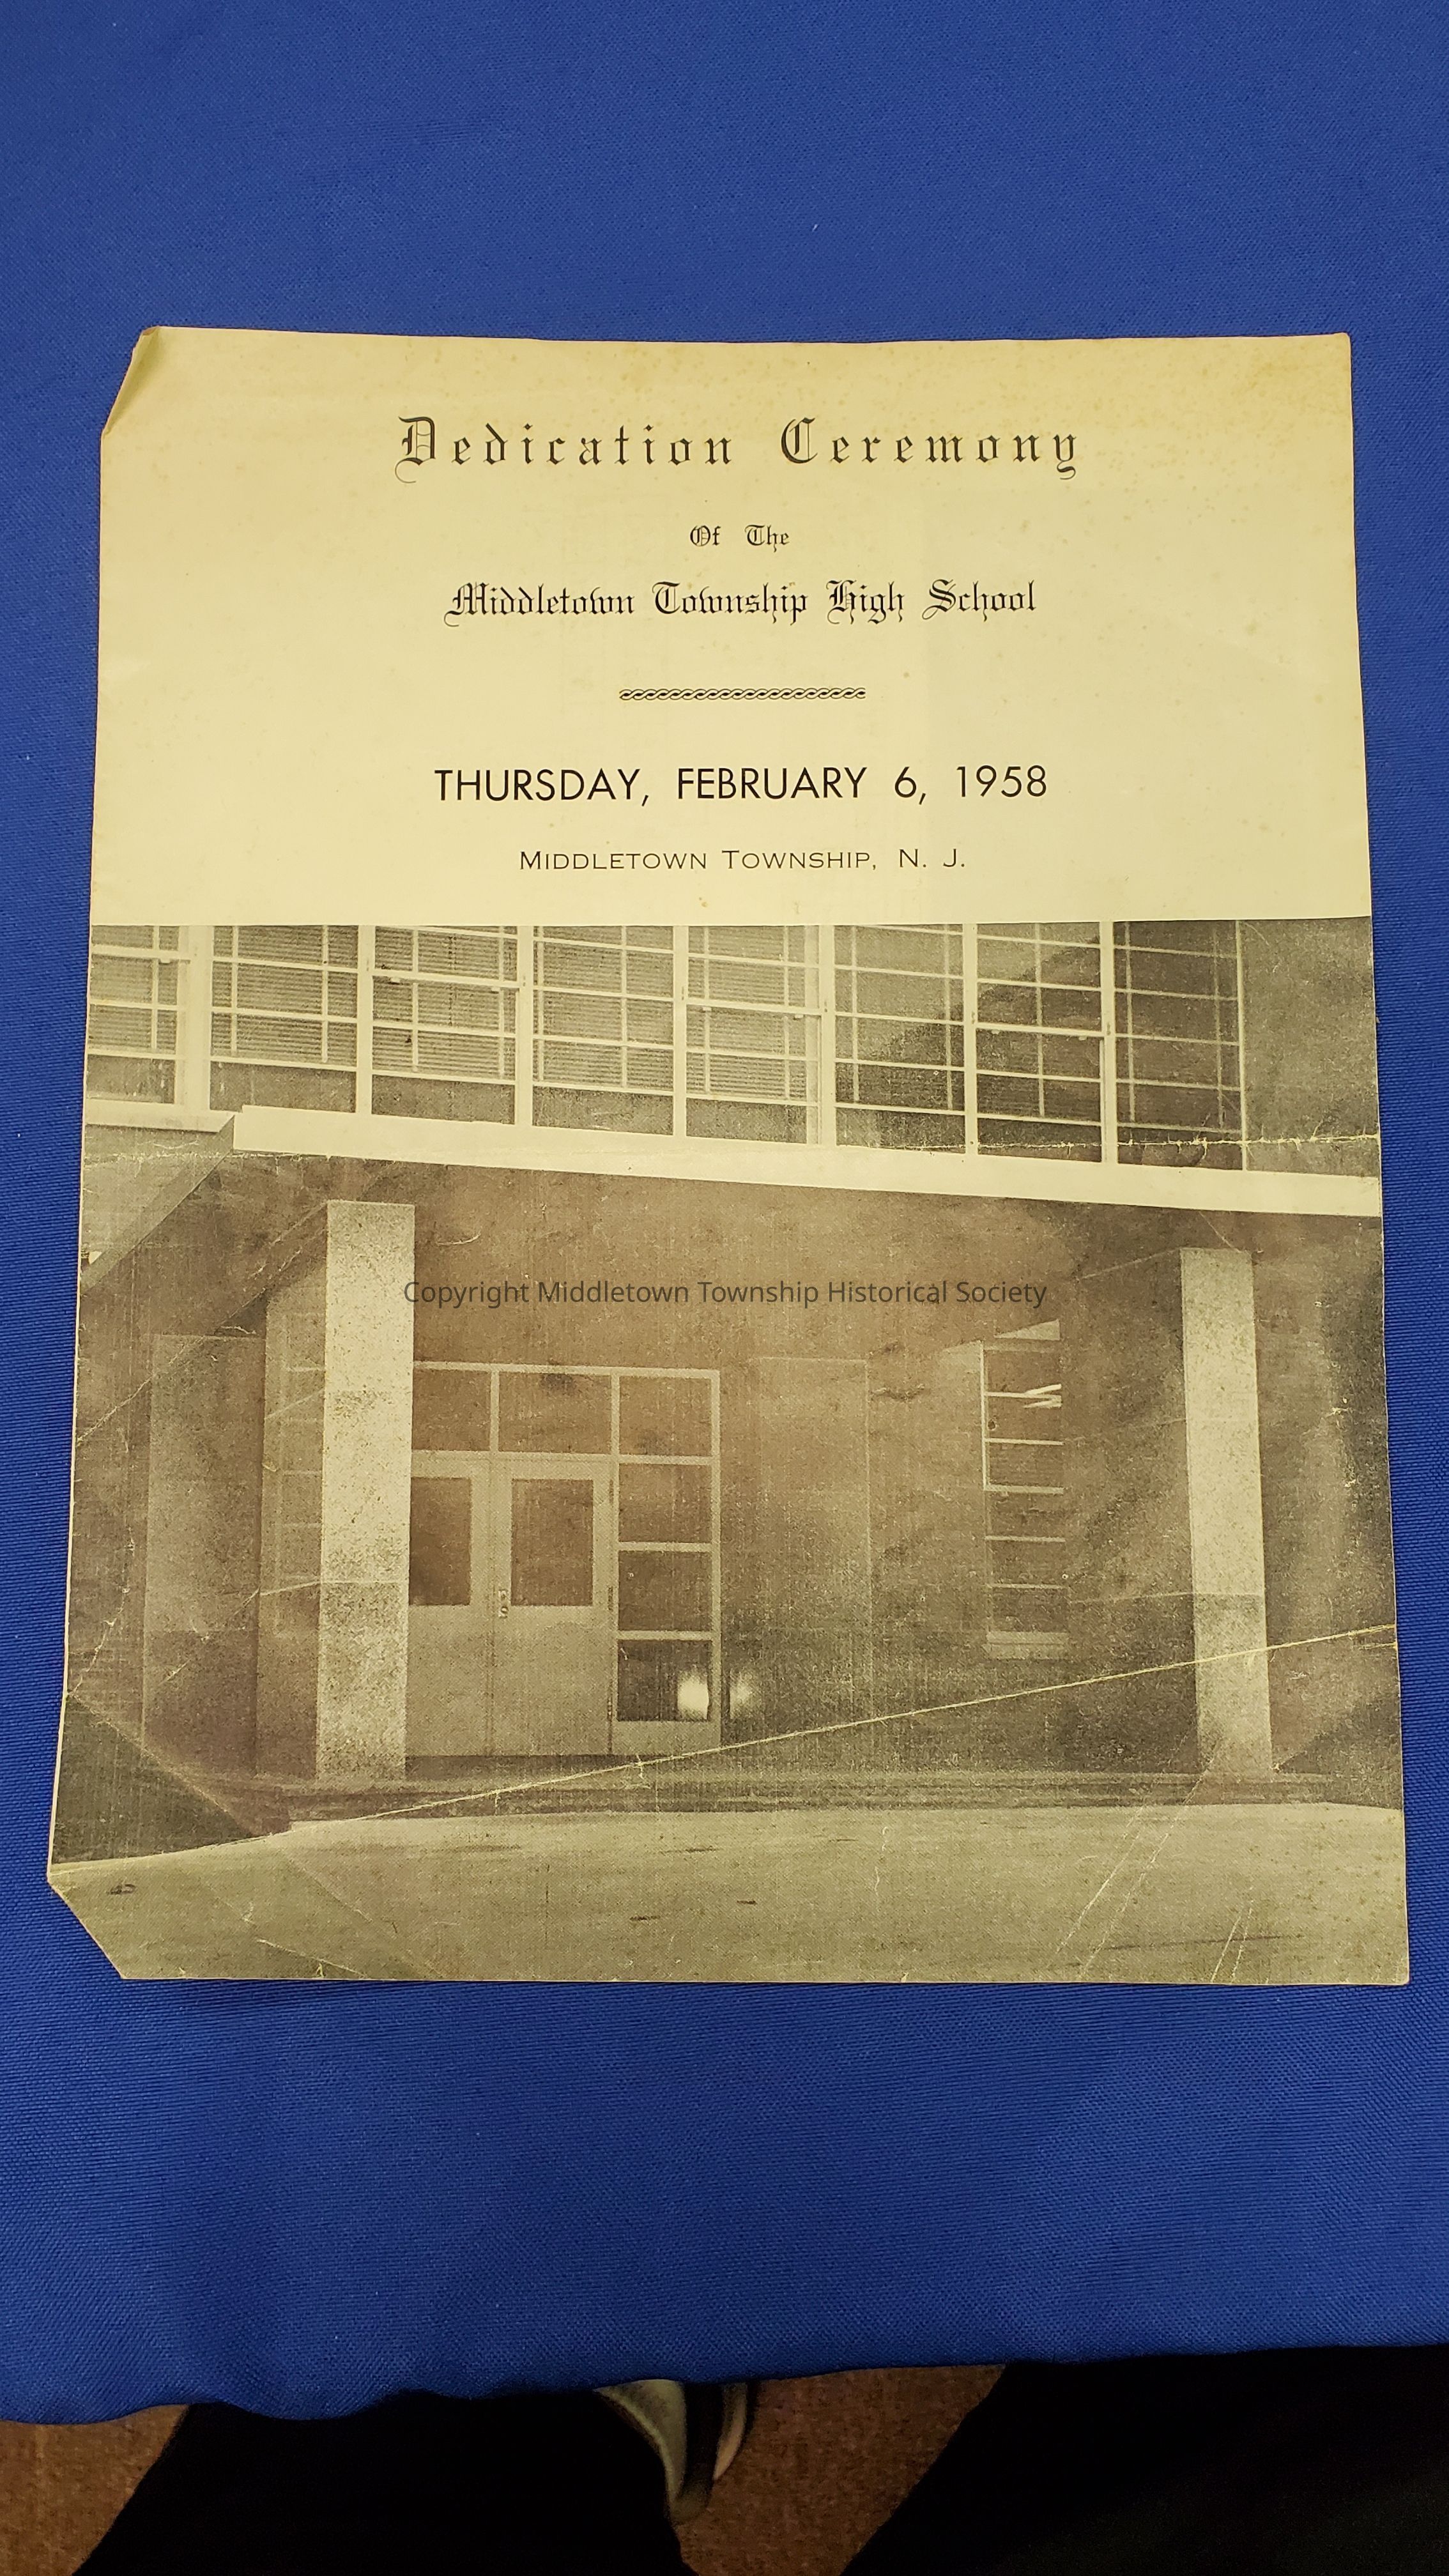 Dedication Ceremony
Of The
Middletown Township High School
THURSDAY, FEBRUARY 6, 1958
MIDDLETOWN TOWNSHIP, N. J.
Copyright Middletown Township Historical Society